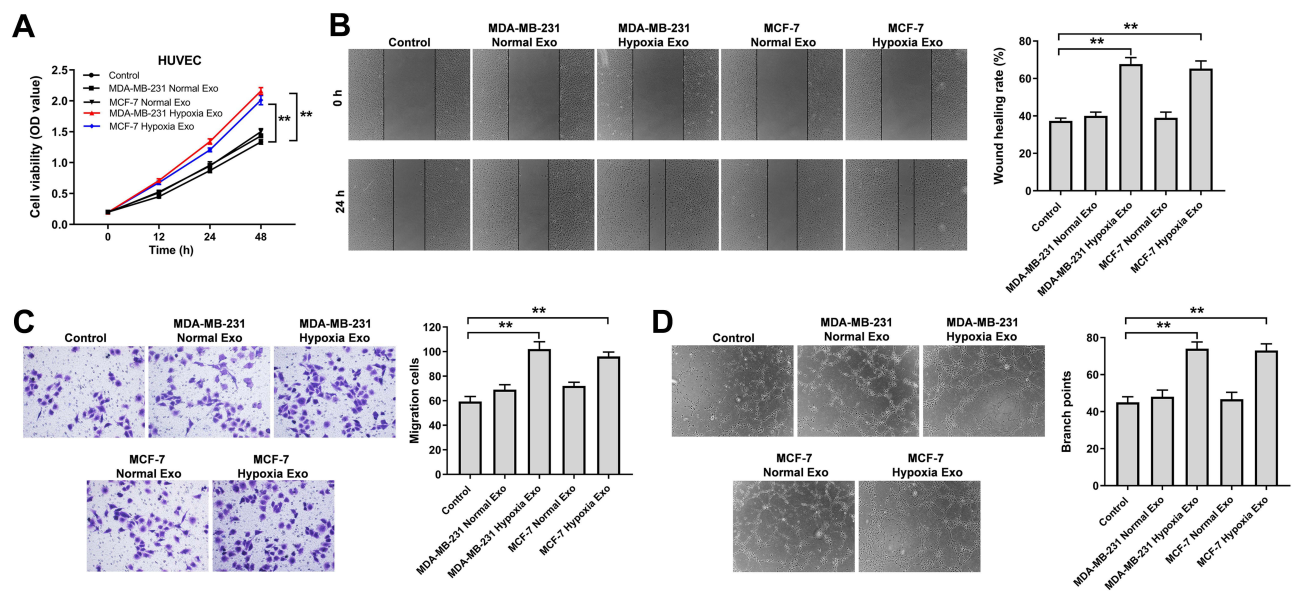 A
HUVEC
Cell viability (OD value)
2.5
2.0
1.5
1.0
0.5
0.0
Control
MDA-MB-231 Normal Exo
MCF-7 Normal Exo
MDA-MB-231 Hypoxia Exo
MCF-7 Hypoxia Exo
**
**
0
12
24
48
Time (h)
B
Control
MDA-MB-231
Normal Exo
MDA-MB-231
Hypoxia Exo
MCF-7
Normal Exo
MCF-7
Hypoxia Exo
0 h
24 h
Wound healing rate (%)
80
60
40
20
0
**
**
Control
MDA-MB-231 Normal Exo
MDA-MB-231 Hypoxia Exo
MCF-7 Normal Exo
MCF-7 Hypoxia Exo
C
Control
MDA-MB-231
Normal Exo
MDA-MB-231
Hypoxia Exo
MCF-7
Normal Exo
MCF-7
Hypoxia Exo
Migration cells
120
100
80
60
40
20
0
**
**
Control
MDA-MB-231 Normal Exo
MDA-MB-231 Hypoxia Exo
MCF-7 Normal Exo
MCF-7 Hypoxia Exo
D
Control
MDA-MB-231
Normal Exo
MDA-MB-231
Hypoxia Exo
MCF-7
Normal Exo
MCF-7
Hypoxia Exo
Branch points
80
60
40
20
0
**
**
Control
MDA-MB-231 Normal Exo
MDA-MB-231 Hypoxia Exo
MCF-7 Normal Exo
MCF-7 Hypoxia Exo